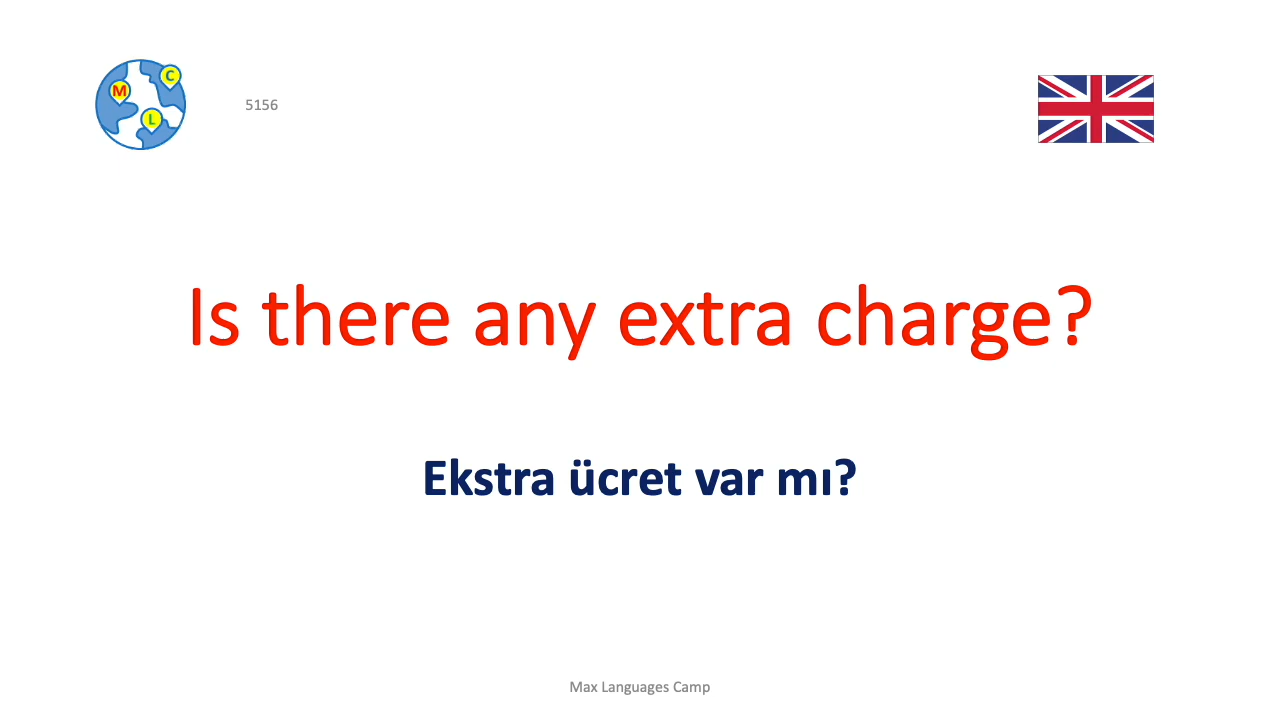 M
C
L
5156
Is there any extra charge?
Ekstra ücret var mı?
Max Languages Camp